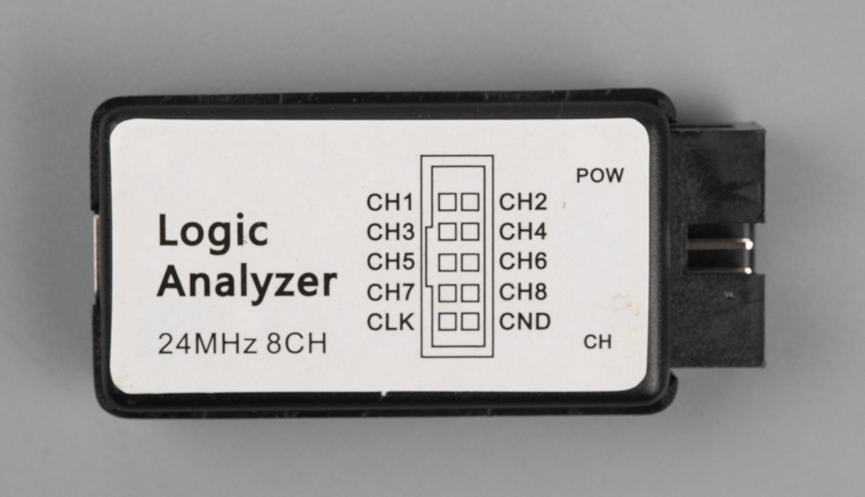 POW
CH1 CH2
CH3 CH4
CH5 CH6
CH7 CH8
CLK CND
Logic
Analyzer
24MHz 8CH
CH